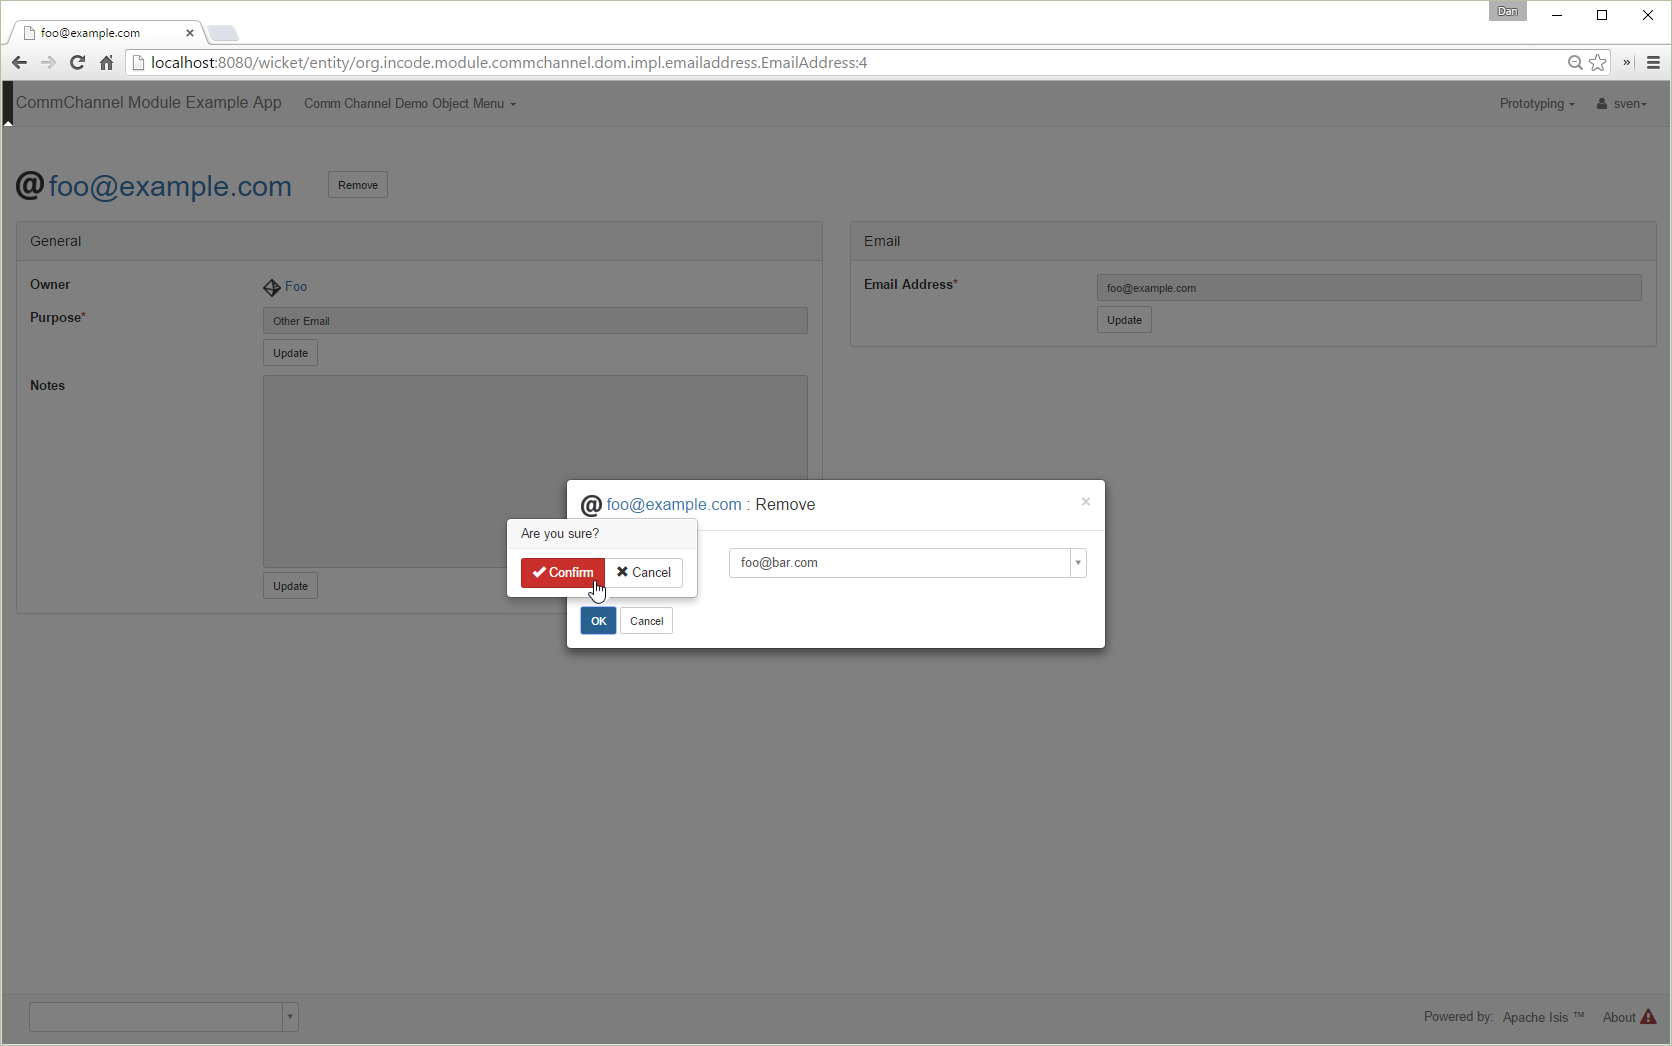 Dan
foo@example.com
localhost:8080/wicket/entity/org.incode.module.commchannel.dom.impl.emailaddress.EmailAddress:4
CommChannel Module Example App Comm Channel Demo Object Menu Prototyping sven
@ foo@example.com Remove
General
Owner Foo
Purpose* Other Email
Update
Notes
Update
Email
Email Address* foo@example.com
Update
@ foo@example.com : Remove ×
Are you sure?
Confirm Cancel
foo@bar.com
OK Cancel
Powered by: Apache Isis ™ About